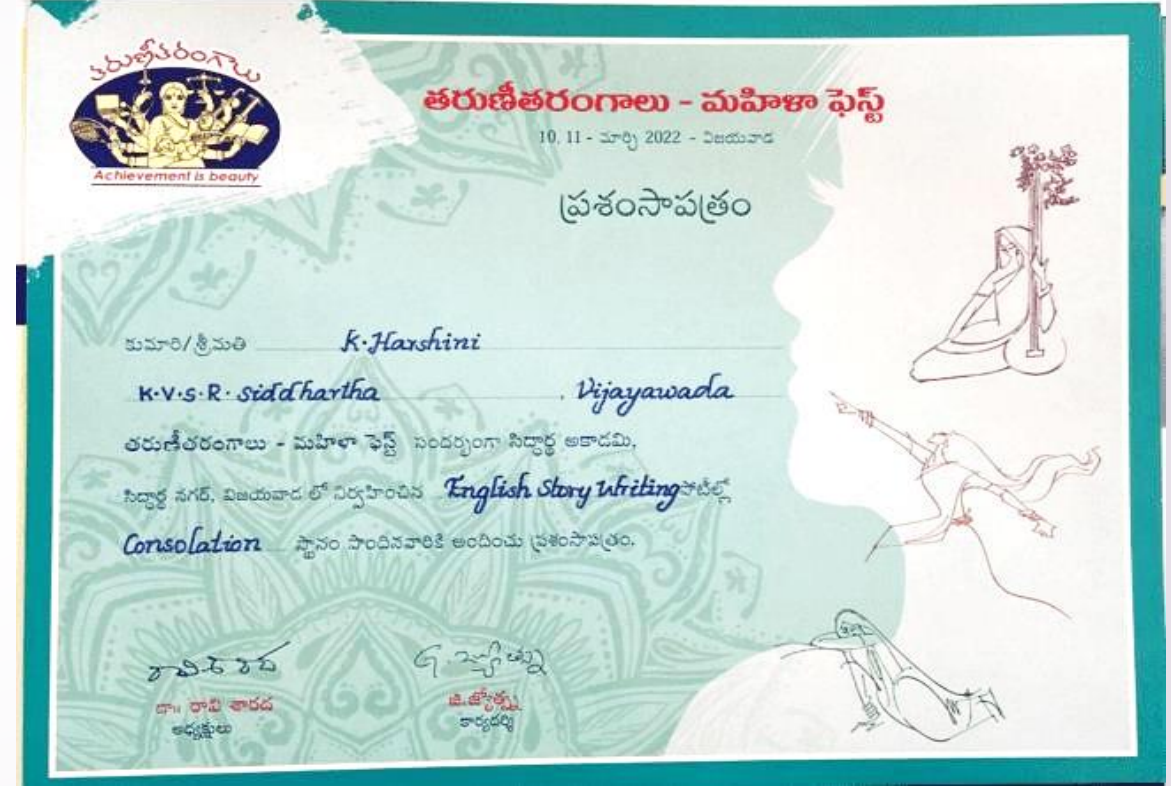 తరుణీతరంగాలు
Achievement is beauty
తరుణీతరంగాలు - మహిళా ఫెస్ట్
10, 11 - మార్చి 2022 - విజయవాడ
ప్రశంసాపత్రం
కుమారి/శ్రీమతి K.Harshini
K.V.S.R. Siddhartha , Vijayawada
తరుణీతరంగాలు - మహిళా ఫెస్ట్ సందర్భంగా సిద్ధార్థ అకాడమి,
సిద్ధార్థ నగర్, విజయవాడ లో నిర్వహించిన English Story Writing పోటీల్లో
Consolation స్థానం పొందినవారికి అందించు ప్రశంసాపత్రం.
రావి శారద
G. జ్యోత్స్న
డా॥ రావి శారద
అధ్యక్షులు
జి.జ్యోత్స్న
కార్యదర్శి